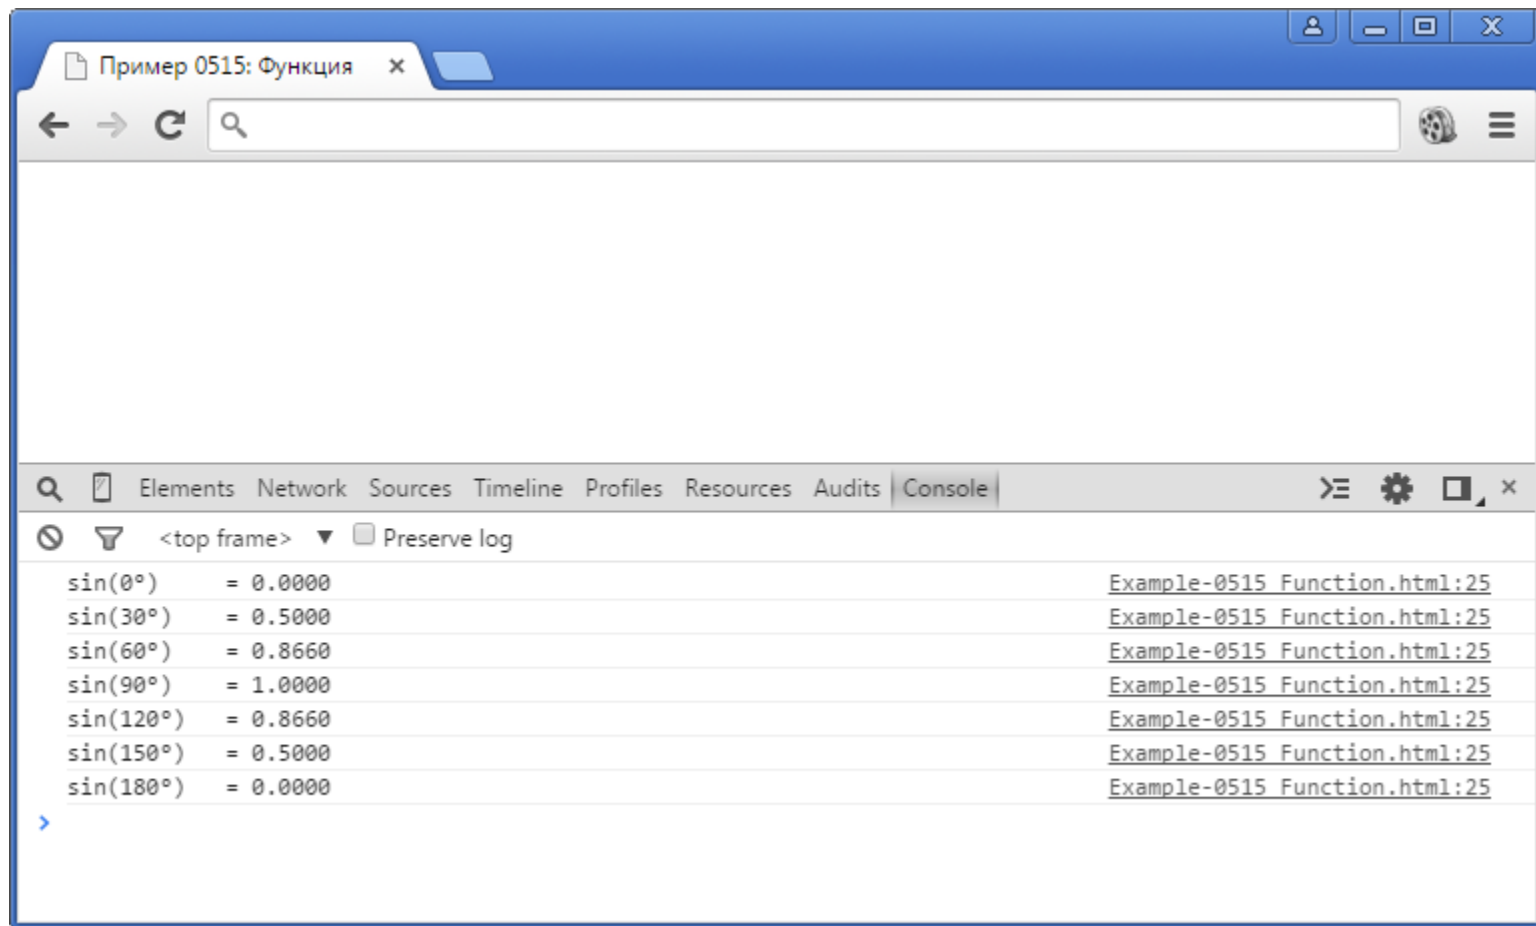 Пример 0515: Функция
Elements Network Sources Timeline Profiles Resources Audits Console
<top frame> Preserve log
sin(0°) = 0.0000 Example-0515 Function.html:25
sin(30°) = 0.5000 Example-0515 Function.html:25
sin(60°) = 0.8660 Example-0515 Function.html:25
sin(90°) = 1.0000 Example-0515 Function.html:25
sin(120°) = 0.8660 Example-0515 Function.html:25
sin(150°) = 0.5000 Example-0515 Function.html:25
sin(180°) = 0.0000 Example-0515 Function.html:25